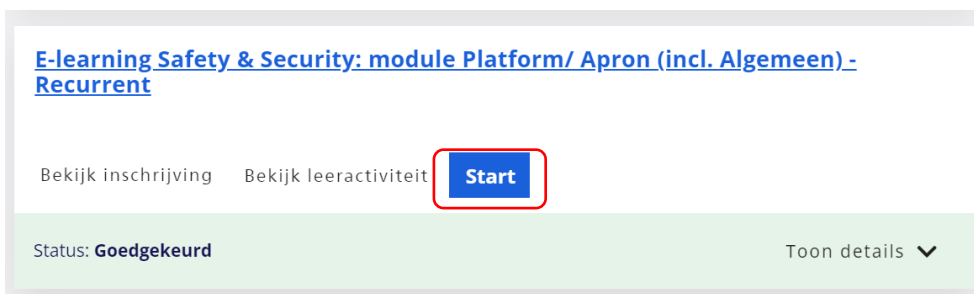 E-learning Safety & Security: module Platform/ Apron (incl. Algemeen) -
Recurrent
Bekijk inschrijving Bekijk leeractiviteit Start
Status: Goedgekeurd Toon details